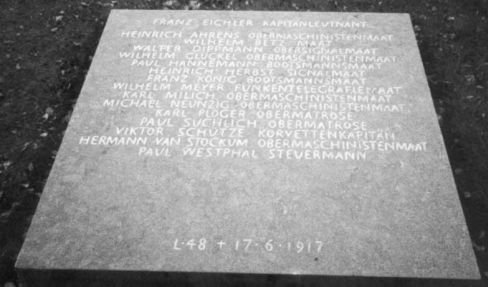 FRANZ EICHLER KAPITÄNLEUTNANT
HEINRICH AHRENS OBERMASCHINISTENMAAT
WILHELM BETZ MAAT
WALTER DIPPMANN OBERSIGNALMAAT
WILHELM GLÜCKEL OBERMASCHINISTENMAAT
PAUL HANNEMANN BOOTSMANNSMAAT
HEINRICH HERBST SIGNALMAAT
FRANZ KÖNIG BOOTSMANNSMAAT
WILHELM MEYER FUNKENTELEGRAFIEMAAT
KARL MILICH OBERMASCHINISTENMAAT
MICHAEL NEUNZIG OBERMASCHINISTENMAAT
KARL PLÖGER OBERMATROSE
PAUL SUCHLICH OBERMATROSE
VIKTOR SCHÜTZE KORVETTENKAPITÄN
HERMANN VAN STOCKUM OBERMASCHINISTENMAAT
PAUL WESTPHAL STEUERMANN
L·48 + 17·6·1917